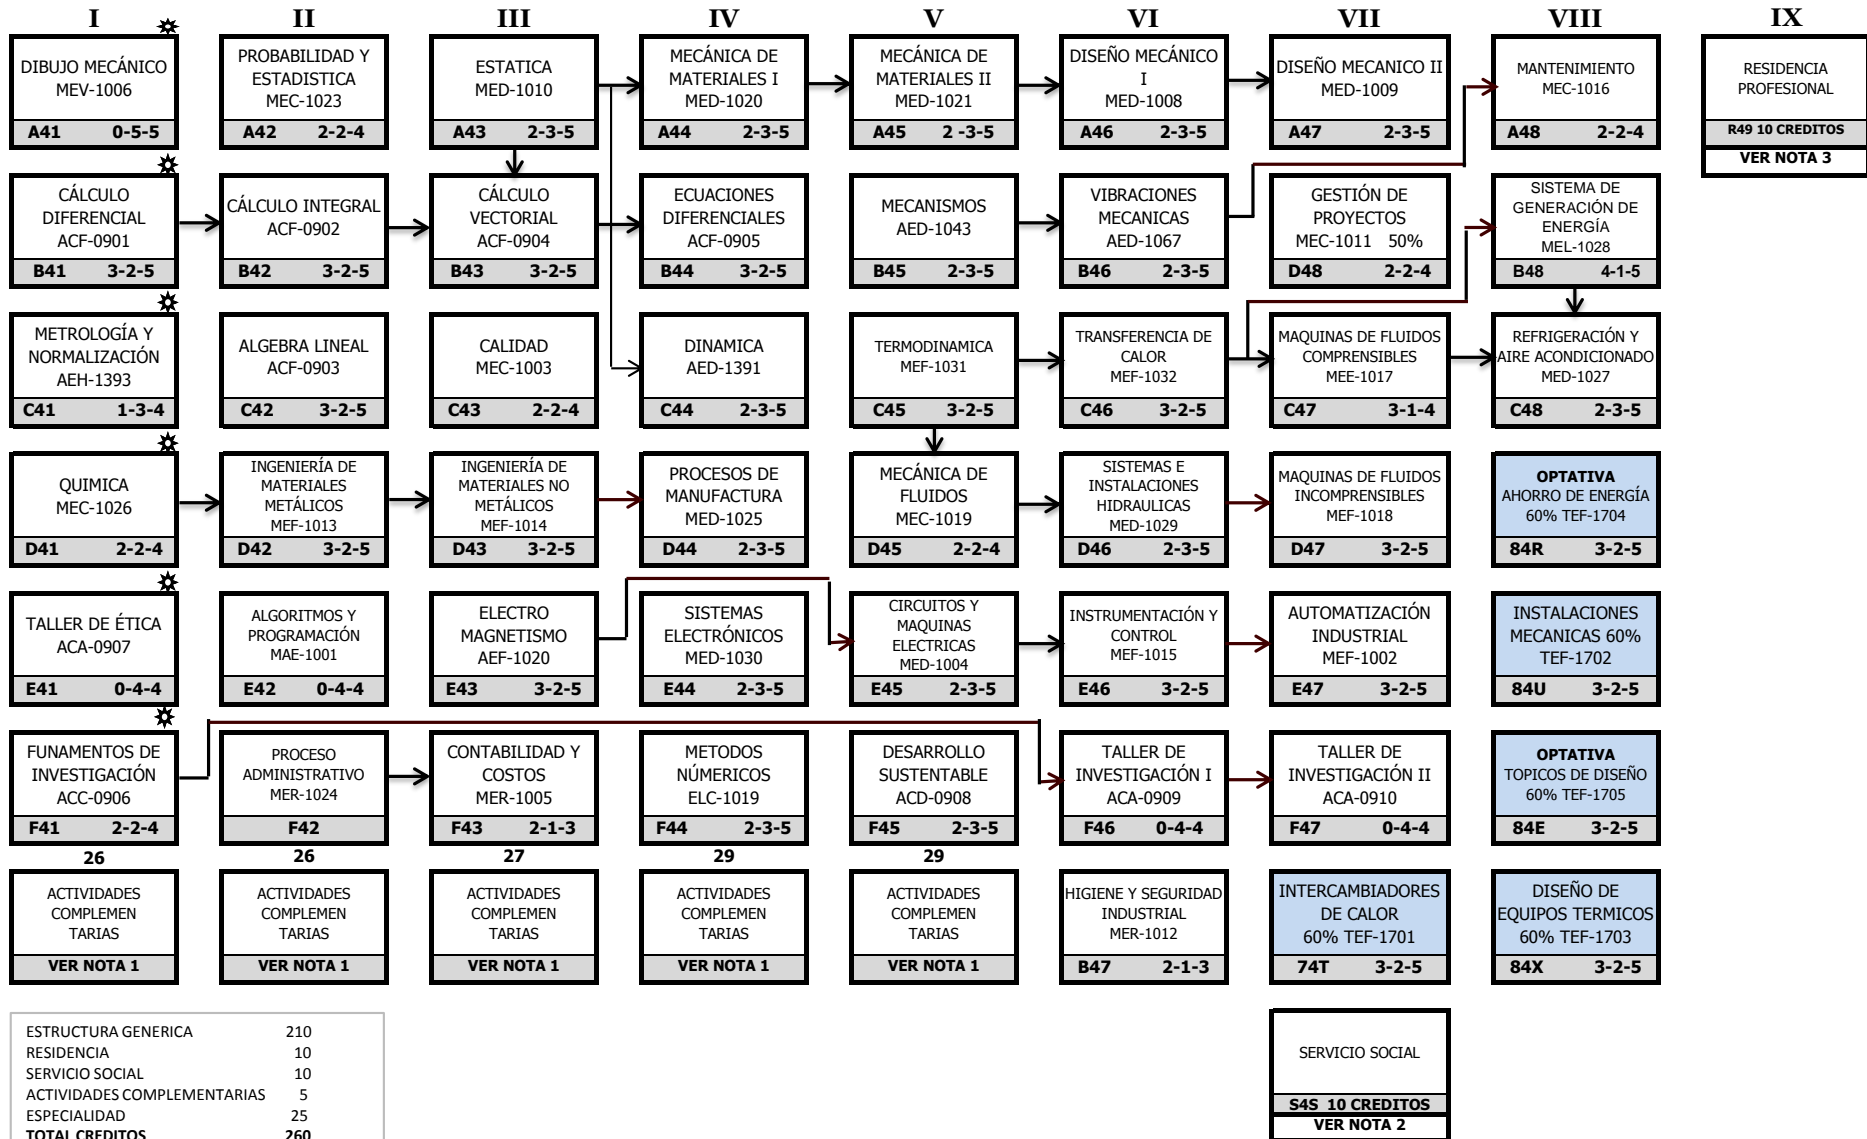 I II III IV V VI VII VIII IX
DIBUJO MECÁNICO
MEV-1006
A41 0-5-5
PROBABILIDAD Y
ESTADISTICA
MEC-1023
A42 2-2-4
ESTATICA
MED-1010
A43 2-3-5
MECÁNICA DE
MATERIALES I
MED-1020
A44 2-3-5
MECÁNICA DE
MATERIALES II
MED-1021
A45 2 -3-5
DISEÑO MECÁNICO
I
MED-1008
A46 2-3-5
DISEÑO MECANICO II
MED-1009
A47 2-3-5
MANTENIMIENTO
MEC-1016
A48 2-2-4
RESIDENCIA
PROFESIONAL
R49 10 CREDITOS
VER NOTA 3
CÁLCULO
DIFERENCIAL
ACF-0901
B41 3-2-5
CÁLCULO INTEGRAL
ACF-0902
B42 3-2-5
CÁLCULO
VECTORIAL
ACF-0904
B43 3-2-5
ECUACIONES
DIFERENCIALES
ACF-0905
B44 3-2-5
MECANISMOS
AED-1043
B45 2-3-5
VIBRACIONES
MECANICAS
AED-1067
B46 2-3-5
GESTIÓN DE
PROYECTOS
MEC-1011 50%
D48 2-2-4
SISTEMA DE
GENERACIÓN DE
ENERGÍA
MEL-1028
B48 4-1-5
METROLOGÍA Y
NORMALIZACIÓN
AEH-1393
C41 1-3-4
ALGEBRA LINEAL
ACF-0903
C42 3-2-5
CALIDAD
MEC-1003
C43 2-2-4
DINAMICA
AED-1391
C44 2-3-5
TERMODINAMICA
MEF-1031
C45 3-2-5
TRANSFERENCIA DE
CALOR
MEF-1032
C46 3-2-5
MAQUINAS DE FLUIDOS
COMPRENSIBLES
MEE-1017
C47 3-1-4
REFRIGERACIÓN Y
AIRE ACONDICIONADO
MED-1027
C48 2-3-5
QUIMICA
MEC-1026
D41 2-2-4
INGENIERÍA DE
MATERIALES
METÁLICOS
MEF-1013
D42 3-2-5
INGENIERÍA DE
MATERIALES NO
METÁLICOS
MEF-1014
D43 3-2-5
PROCESOS DE
MANUFACTURA
MED-1025
D44 2-3-5
MECÁNICA DE
FLUIDOS
MEC-1019
D45 2-2-4
SISTEMAS E
INSTALACIONES
HIDRAULICAS
MED-1029
D46 2-3-5
MAQUINAS DE FLUIDOS
INCOMPRENSIBLES
MEF-1018
D47 3-2-5
OPTATIVA
AHORRO DE ENERGÍA
60% TEF-1704
84R 3-2-5
TALLER DE ÉTICA
ACA-0907
E41 0-4-4
ALGORITMOS Y
PROGRAMACIÓN
MAE-1001
E42 0-4-4
ELECTRO
MAGNETISMO
AEF-1020
E43 3-2-5
SISTEMAS
ELECTRÓNICOS
MED-1030
E44 2-3-5
CIRCUITOS Y
MAQUINAS
ELECTRICAS
MED-1004
E45 2-3-5
INSTRUMENTACIÓN Y
CONTROL
MEF-1015
E46 3-2-5
AUTOMATIZACIÓN
INDUSTRIAL
MEF-1002
E47 3-2-5
INSTALACIONES
MECANICAS 60%
TEF-1702
84U 3-2-5
FUNAMENTOS DE
INVESTIGACIÓN
ACC-0906
F41 2-2-4
PROCESO
ADMINISTRATIVO
MER-1024
F42
CONTABILIDAD Y
COSTOS
MER-1005
F43 2-1-3
METODOS
NÚMERICOS
ELC-1019
F44 2-3-5
DESARROLLO
SUSTENTABLE
ACD-0908
F45 2-3-5
TALLER DE
INVESTIGACIÓN I
ACA-0909
F46 0-4-4
TALLER DE
INVESTIGACIÓN II
ACA-0910
F47 0-4-4
OPTATIVA
TOPICOS DE DISEÑO
60% TEF-1705
84E 3-2-5
26 26 27 29 29
ACTIVIDADES
COMPLEMEN
TARIAS
VER NOTA 1
ACTIVIDADES
COMPLEMEN
TARIAS
VER NOTA 1
ACTIVIDADES
COMPLEMEN
TARIAS
VER NOTA 1
ACTIVIDADES
COMPLEMEN
TARIAS
VER NOTA 1
ACTIVIDADES
COMPLEMEN
TARIAS
VER NOTA 1
HIGIENE Y SEGURIDAD
INDUSTRIAL
MER-1012
B47 2-1-3
INTERCAMBIADORES
DE CALOR
60% TEF-1701
74T 3-2-5
DISEÑO DE
EQUIPOS TERMICOS
60% TEF-1703
84X 3-2-5
ESTRUCTURA GENERICA 210
RESIDENCIA 10
SERVICIO SOCIAL 10
ACTIVIDADES COMPLEMENTARIAS 5
ESPECIALIDAD 25
TOTAL CREDITOS 260
SERVICIO SOCIAL
S4S 10 CREDITOS
VER NOTA 2